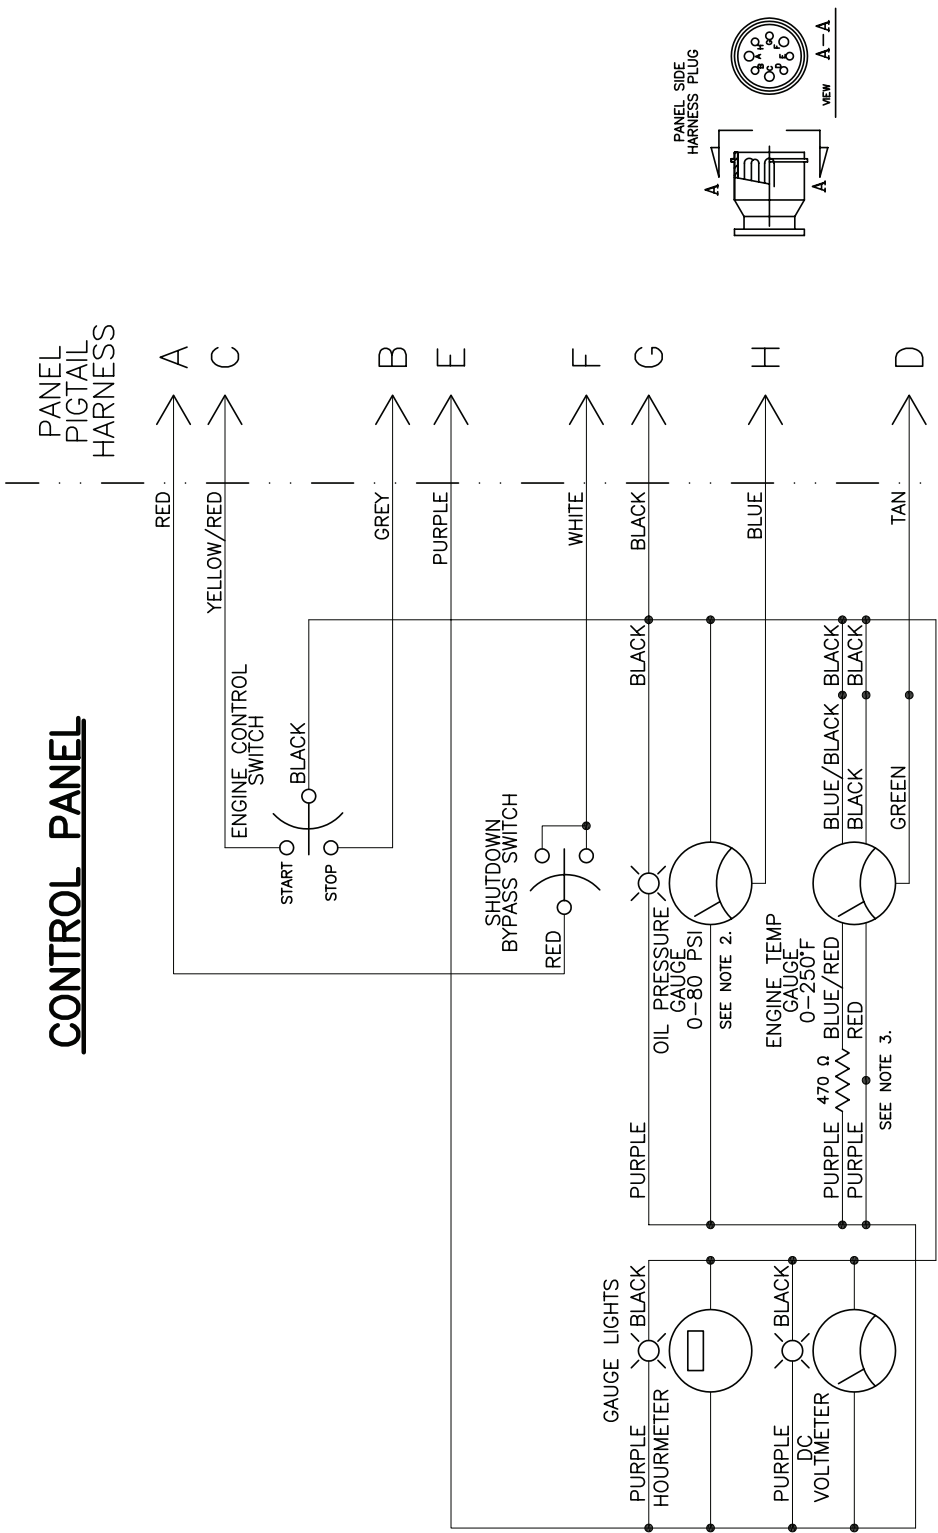 CONTROL PANEL
PANEL
PIGTAIL
HARNESS
A
C
B
E
F
G
H
D
RED
YELLOW/RED
GREY
PURPLE
WHITE
BLACK
BLUE
TAN
ENGINE CONTROL
SWITCH
START
STOP
BLACK
SHUTDOWN
BYPASS SWITCH
RED
BLACK
OIL PRESSURE
GAUGE
0-80 PSI
SEE NOTE 2.
PURPLE
BLACK
BLACK
BLUE/BLACK
BLACK
GREEN
ENGINE TEMP
GAUGE
0-250°F
BLUE/RED
RED
470 Ω
PURPLE
PURPLE
SEE NOTE 3.
GAUGE LIGHTS
PURPLE
BLACK
HOURMETER
PURPLE
BLACK
DC
VOLTMETER
PANEL SIDE
HARNESS PLUG
A
A
A
B
C
D
E
F
G
H
VIEW A-A